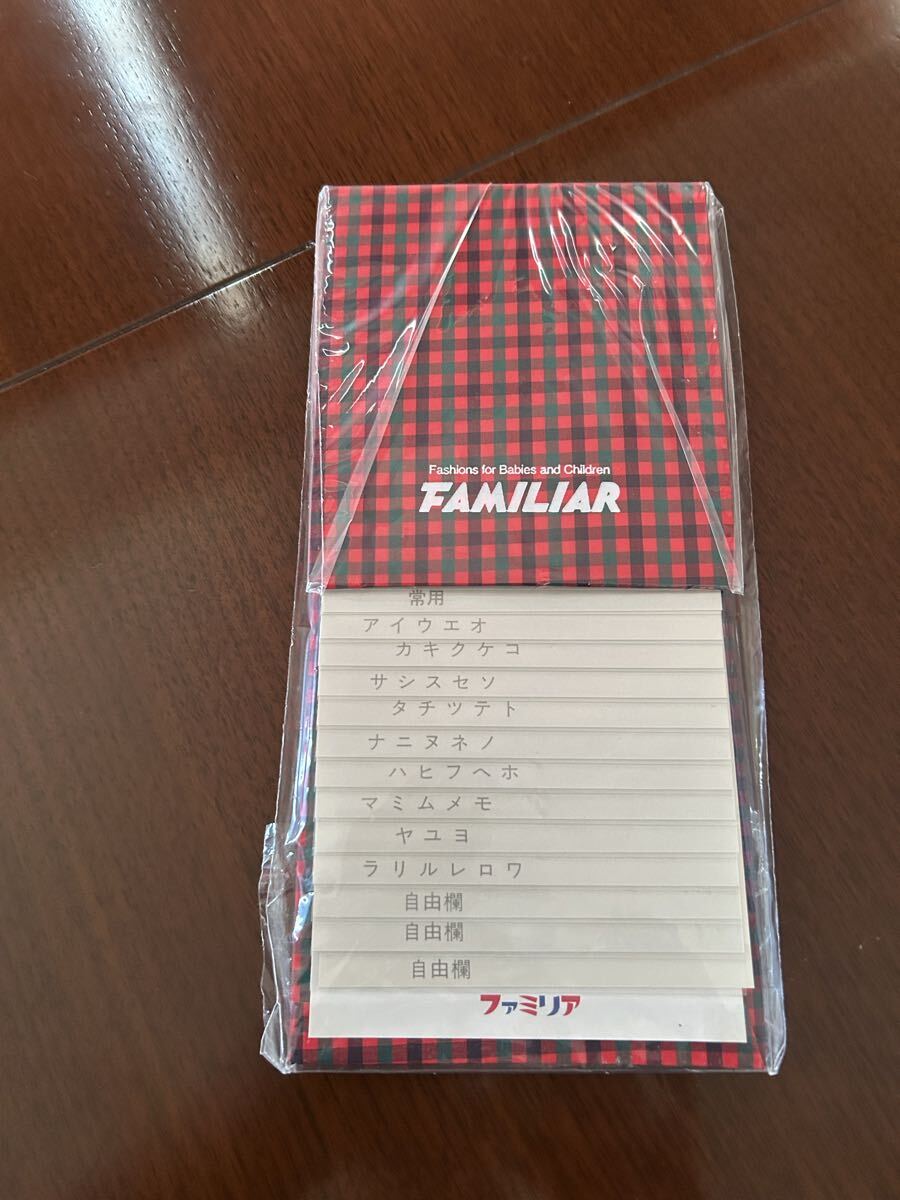 Fashions for Babies and Children
FAMILIAR
常用
アイウエオ
カキクケコ
サシスセソ
タチツテト
ナニヌネノ
ハヒフヘホ
マミムメモ
ヤユヨ
ラリルレロワ
自由欄
自由欄
自由欄
ファミリア